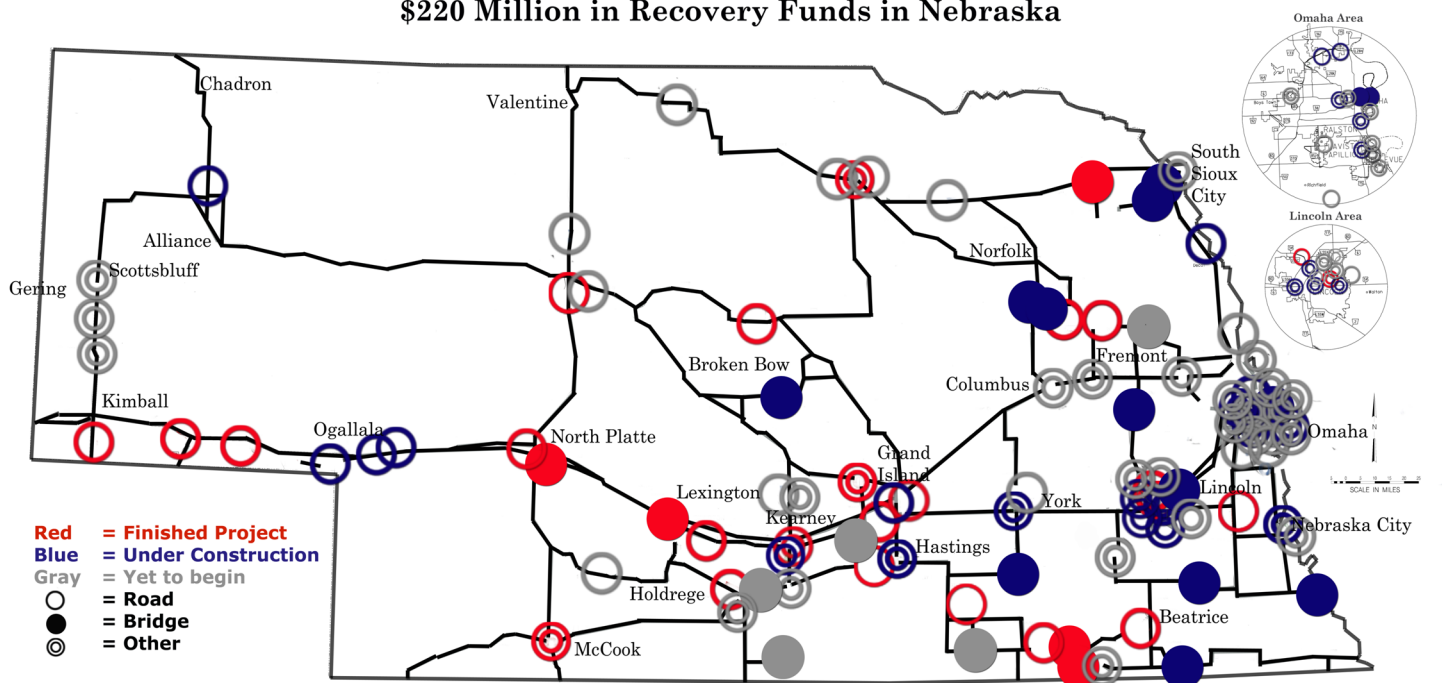 $220 Million in Recovery Funds in Nebraska
Omaha Area
Chadron
Valentine
South
Sioux
City
RALSTON
Lincoln Area
Alliance
Norfolk
Scottsbluff
Gering
Broken Bow
Fremont
Columbus
Kimball
Ogallala
North Platte
Omaha
N
Grand
Island
SCALE IN MILES
Lexington
York
Lincoln
Kearney
Nebraska City
Hastings
Holdrege
Beatrice
McCook
Red = Finished Project
Blue = Under Construction
Gray = Yet to begin
= Road
= Bridge
= Other